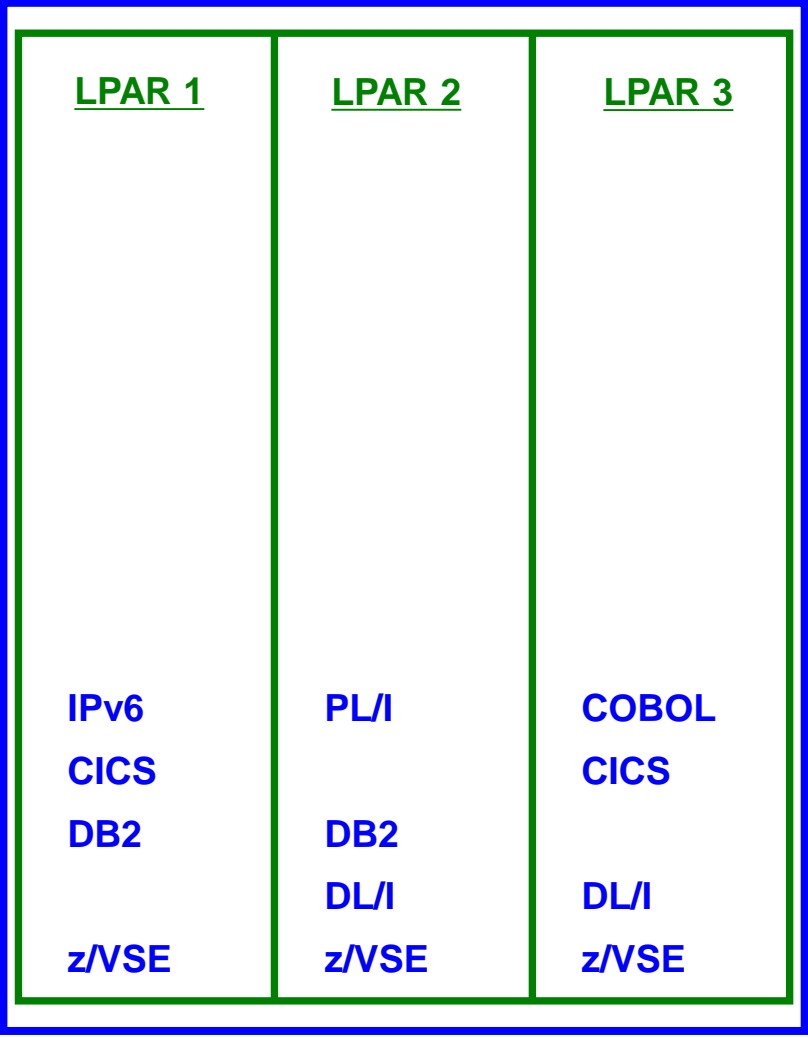 LPAR 1
IPv6
CICS
DB2
z/VSE
LPAR 2
PL/I
DB2
DL/I
z/VSE
LPAR 3
COBOL
CICS
DL/I
z/VSE